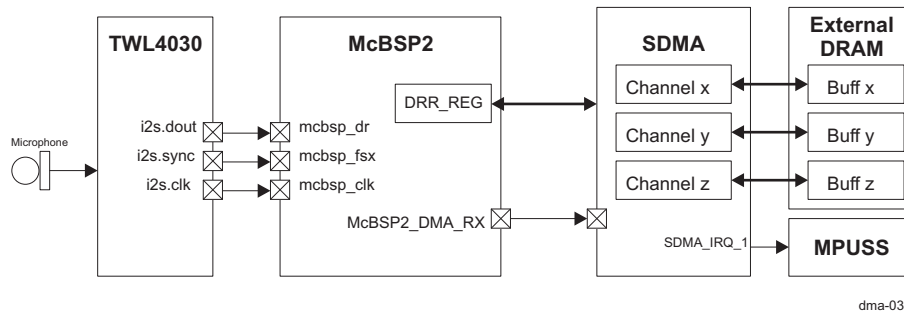 TWL4030
McBSP2
SDMA
External
DRAM
DRR_REG
Channel x
Buff x
Channel y
Buff y
Channel z
Buff z
Microphone
i2s.dout
mcbsp_dr
i2s.sync
mcbsp_fsx
i2s.clk
mcbsp_clk
McBSP2_DMA_RX
SDMA_IRQ_1
MPUSS
dma-03